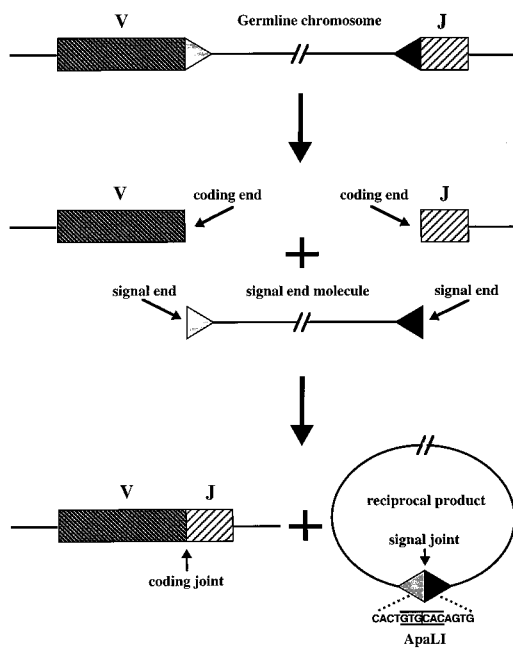 V Germline chromosome J
V J
coding end coding end
signal end signal end molecule signal end
V J
reciprocal product
signal joint
coding joint
CACTGTGCACAGTG
ApaLI